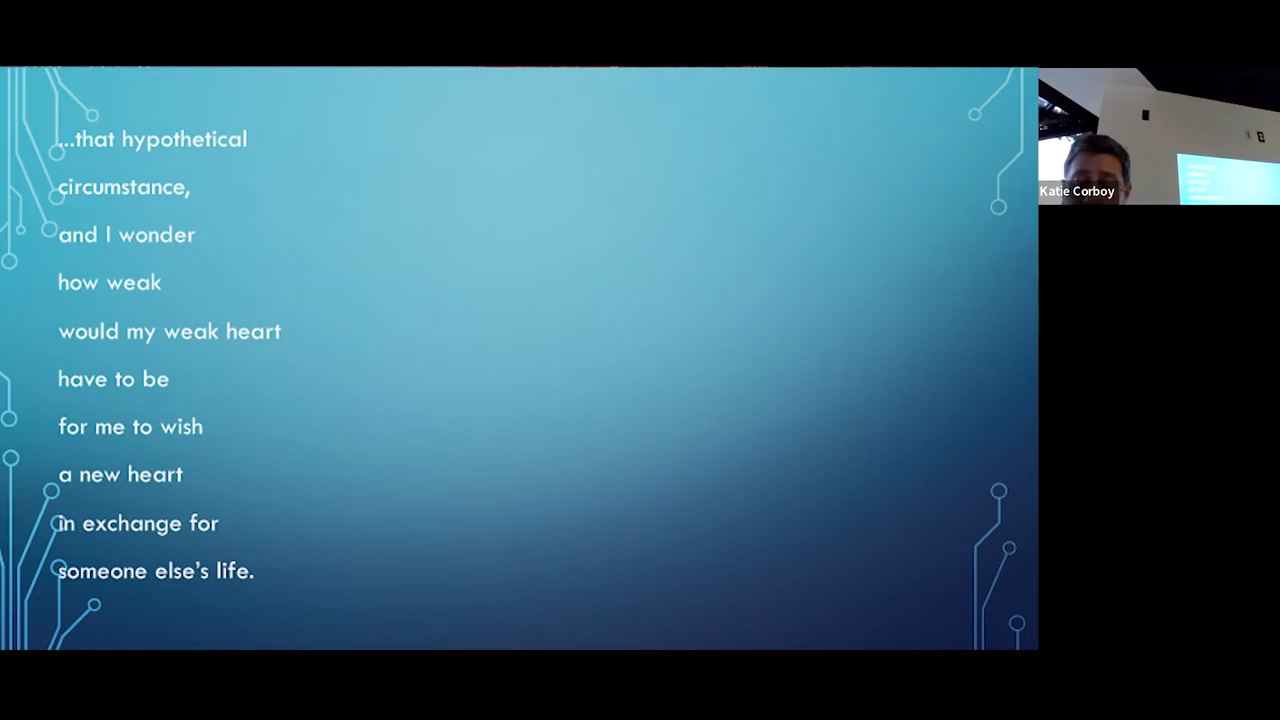 ...that hypothetical
circumstance,
and I wonder
how weak
would my weak heart
have to be
for me to wish
a new heart
in exchange for
someone else's life.
Katie Corboy